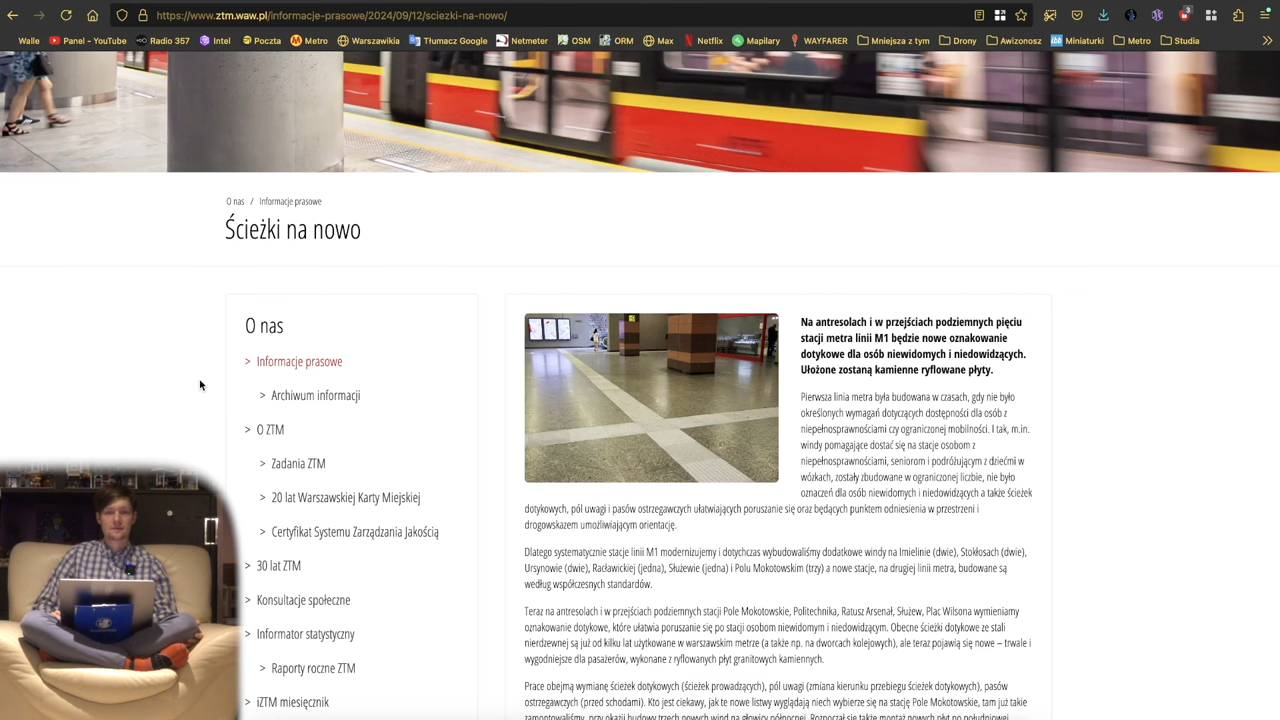 https://www.ztm.waw.pl/informacje-prasowe/2024/09/12/sciezki-na-nowo/
3
Walle Panel - YouTube Radio 357 Intel Poczta Metro Warszawikia Tłumacz Google Netmeter OSM ORM Max Netflix Mapilary WAYFARER Mniejsza z tym Drony Awizonosz Miniaturki Metro Studia
O nas / Informacje prasowe
Ścieżki na nowo
O nas
> Informacje prasowe
> Archiwum informacji
> O ZTM
> Zadania ZTM
> 20 lat Warszawskiej Karty Miejskiej
> Certyfikat Systemu Zarządzania Jakością
> 30 lat ZTM
> Konsultacje społeczne
> Informator statystyczny
> Raporty roczne ZTM
> iZTM miesięcznik
Na antresolach i w przejściach podziemnych pięciu
stacji metra linii M1 będzie nowe oznakowanie
dotykowe dla osób niewidomych i niedowidzących.
Ułożone zostaną kamienne ryflowane płyty.
Pierwsza linia metra była budowana w czasach, gdy nie było
określonych wymagań dotyczących dostępności dla osób z
niepełnosprawnościami czy ograniczonej mobilności. I tak, m.in.
windy pomagające dostać się na stacje osobom z
niepełnosprawnościami, seniorom i podróżującym z dziećmi w
wózkach, zostały zbudowane w ograniczonej liczbie, nie było
oznaczeń dla osób niewidomych i niedowidzących a także ścieżek
dotykowych, pól uwagi i pasów ostrzegawczych ułatwiających poruszanie się oraz będących punktem odniesienia w przestrzeni i
drogowskazem umożliwiającym orientację.
Dlatego systematycznie stacje linii M1 modernizujemy i dotychczas wybudowaliśmy dodatkowe windy na Imielinie (dwie), Stokłosach (dwie),
Ursynowie (dwie), Racławickiej (jedna), Służewie (jedna) i Polu Mokotowskim (trzy) a nowe stacje, na drugiej linii metra, budowane są
według współczesnych standardów.
Teraz na antresolach i w przejściach podziemnych stacji Pole Mokotowskie, Politechnika, Ratusz Arsenał, Służew, Plac Wilsona wymieniamy
oznakowanie dotykowe, które ułatwia poruszanie się po stacji osobom niewidomym i niedowidzącym. Obecne ścieżki dotykowe ze stali
nierdzewnej są już od kilku lat użytkowane w warszawskim metrze (a także np. na dworcach kolejowych), ale teraz pojawią się nowe – trwałe i
wygodniejsze dla pasażerów, wykonane z ryflowanych płyt granitowych kamiennych.
Prace obejmą wymianę ścieżek dotykowych (ścieżek prowadzących), pól uwagi (zmiana kierunku przebiegu ścieżek dotykowych), pasów
ostrzegawczych (przed schodami). Kto jest ciekawy, jak te nowe listwy wyglądają niech wybierze się na stację Pole Mokotowskie, tam już takie
zamontowaliśmy, przy okazji budowy trzech nowych wind na głowicy północnej. Rozpoczął się także montaż nowych płyt po południowej